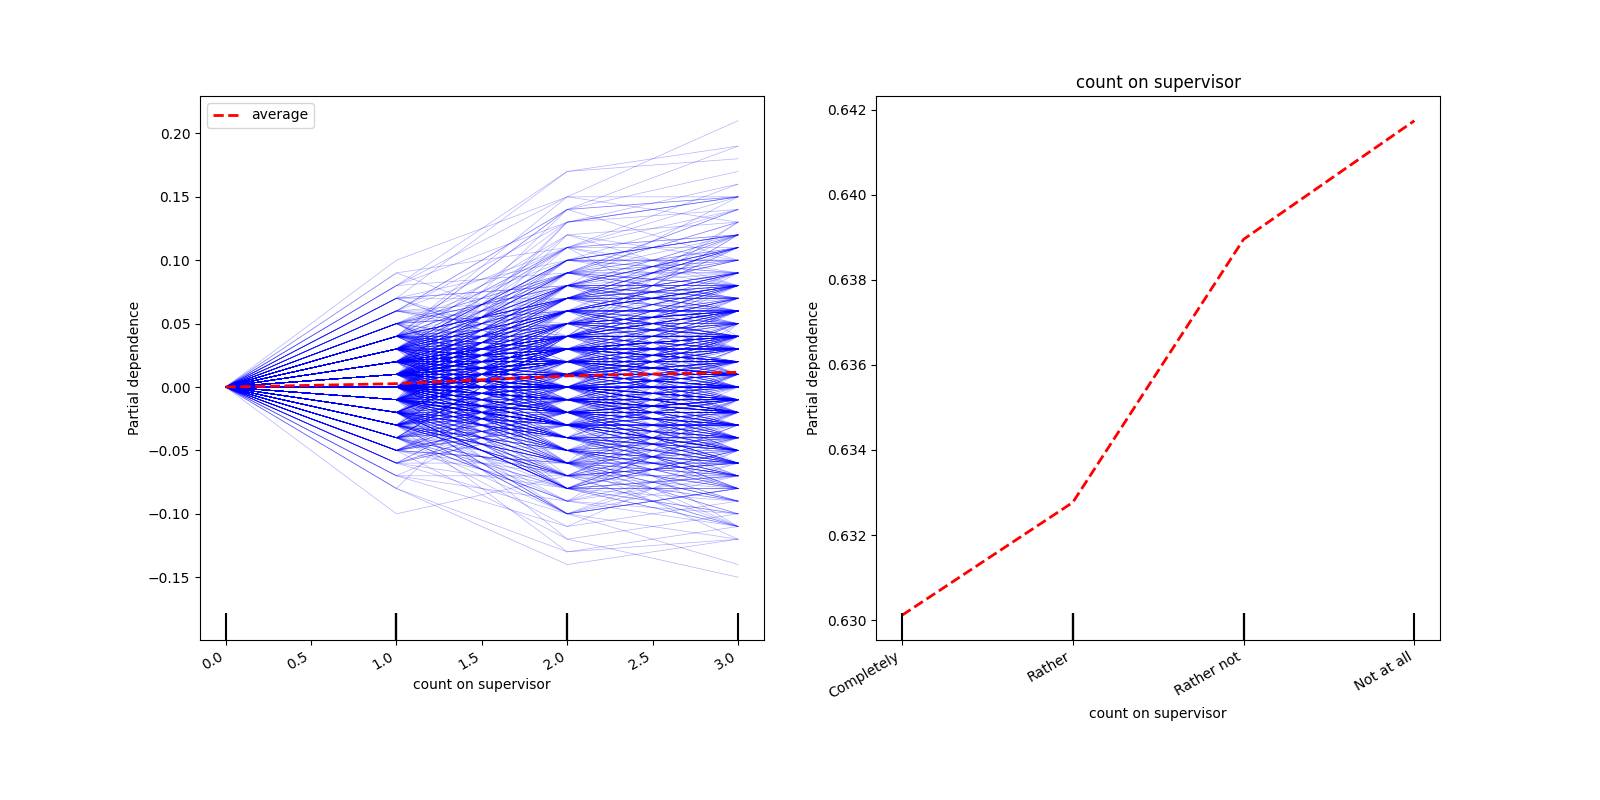 average
0.20
0.15
0.10
0.05
0.00
−0.05
−0.10
−0.15
Partial dependence
0.0
0.5
1.0
1.5
2.0
2.5
3.0
count on supervisor
count on supervisor
0.642
0.640
0.638
0.636
0.634
0.632
0.630
Partial dependence
Completely
Rather
Rather not
Not at all
count on supervisor